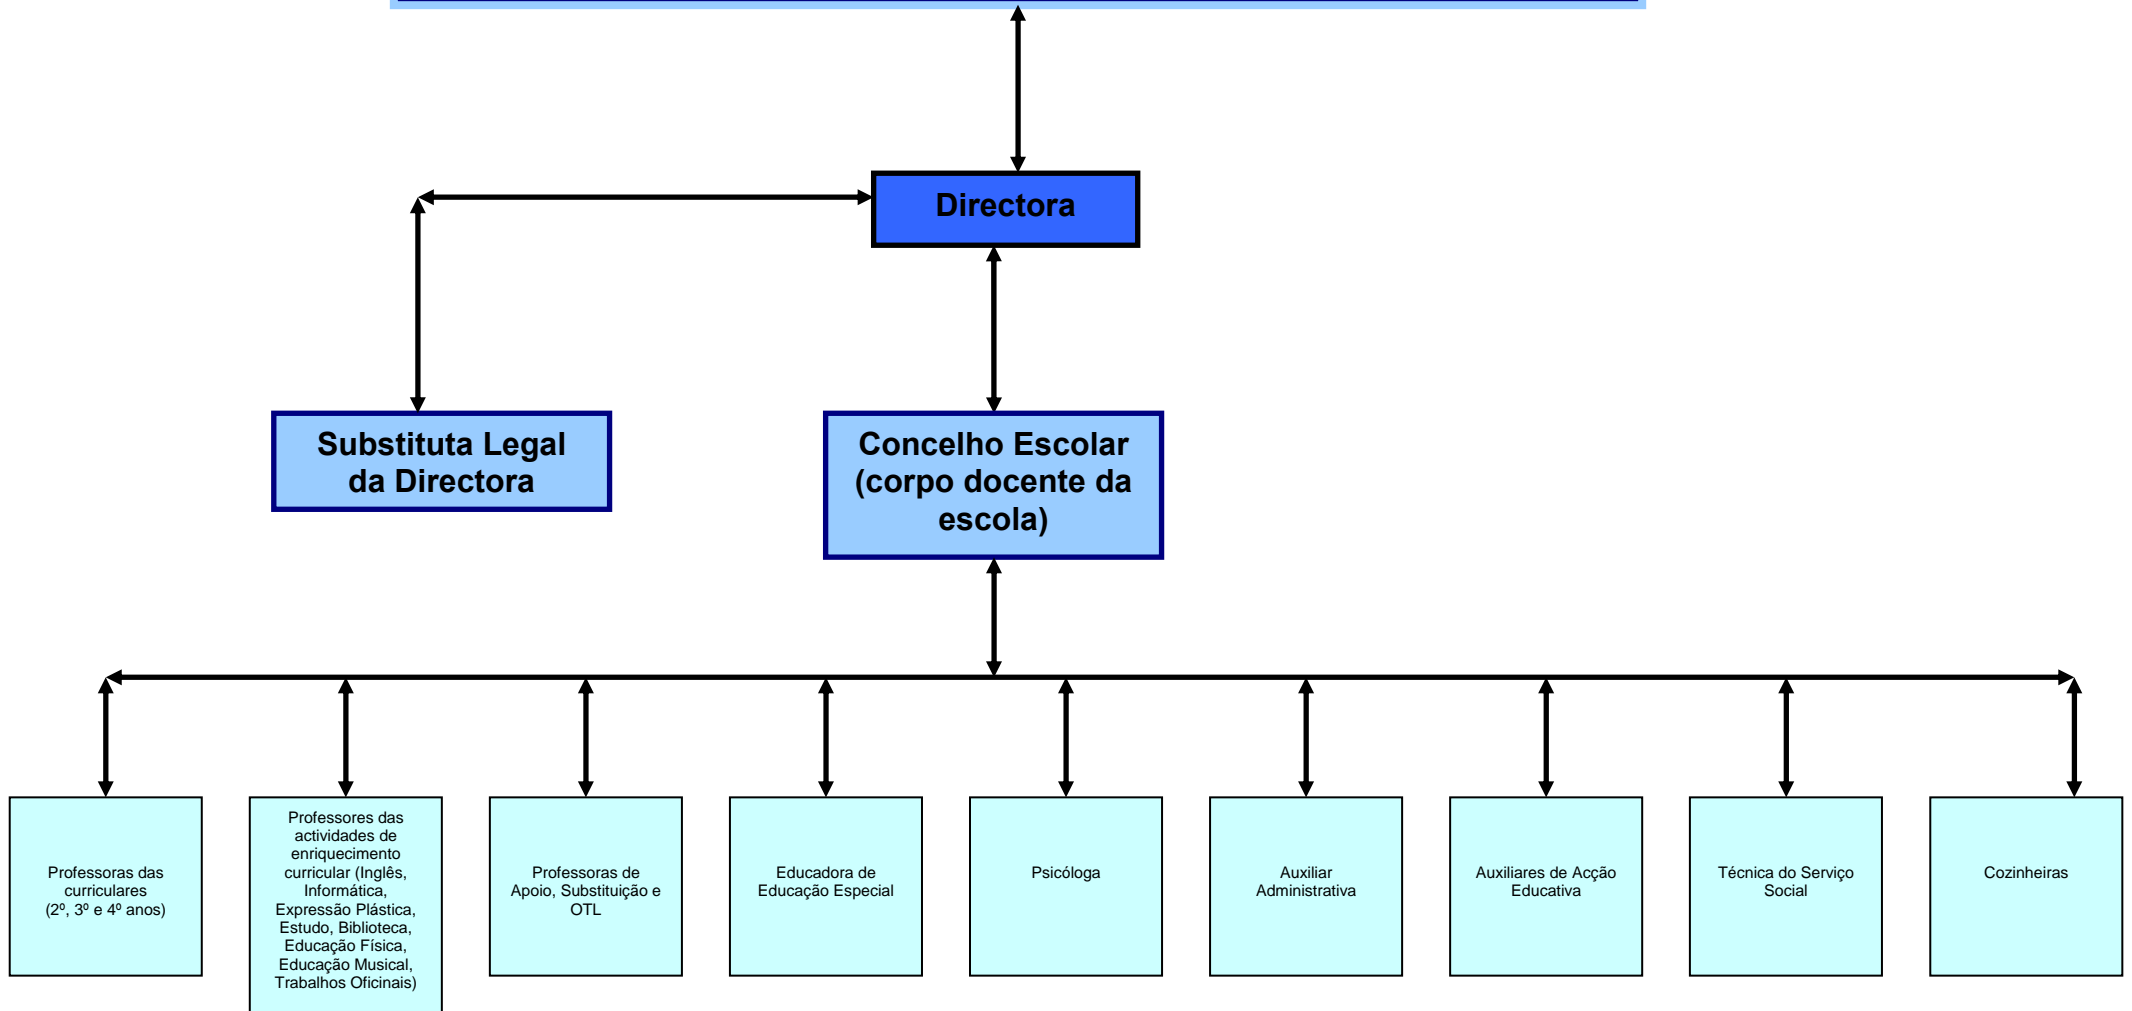 Directora
Substituta Legal
da Directora
Concelho Escolar
(corpo docente da
escola)
Professoras das
curriculares
(2º, 3º e 4º anos)
Professores das
actividades de
enriquecimento
curricular (Inglês,
Informática,
Expressão Plástica,
Estudo, Biblioteca,
Educação Física,
Educação Musical,
Trabalhos Oficinais)
Professoras de
Apoio, Substituição e
OTL
Educadora de
Educação Especial
Psicóloga
Auxiliar
Administrativa
Auxiliares de Acção
Educativa
Técnica do Serviço
Social
Cozinheiras